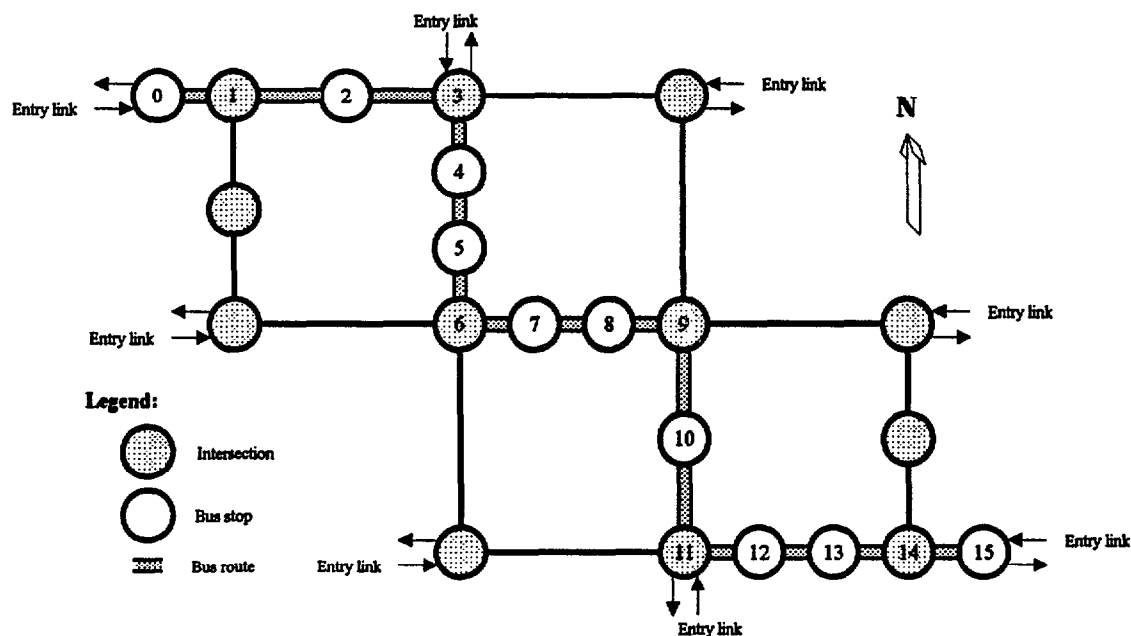 Entry link
Entry link
0
1
2
3
Entry link
N
4
5
Entry link
6
7
8
9
Entry link
Legend:
Intersection
Bus stop
Bus route
10
Entry link
11
12
13
14
15
Entry link
Entry link